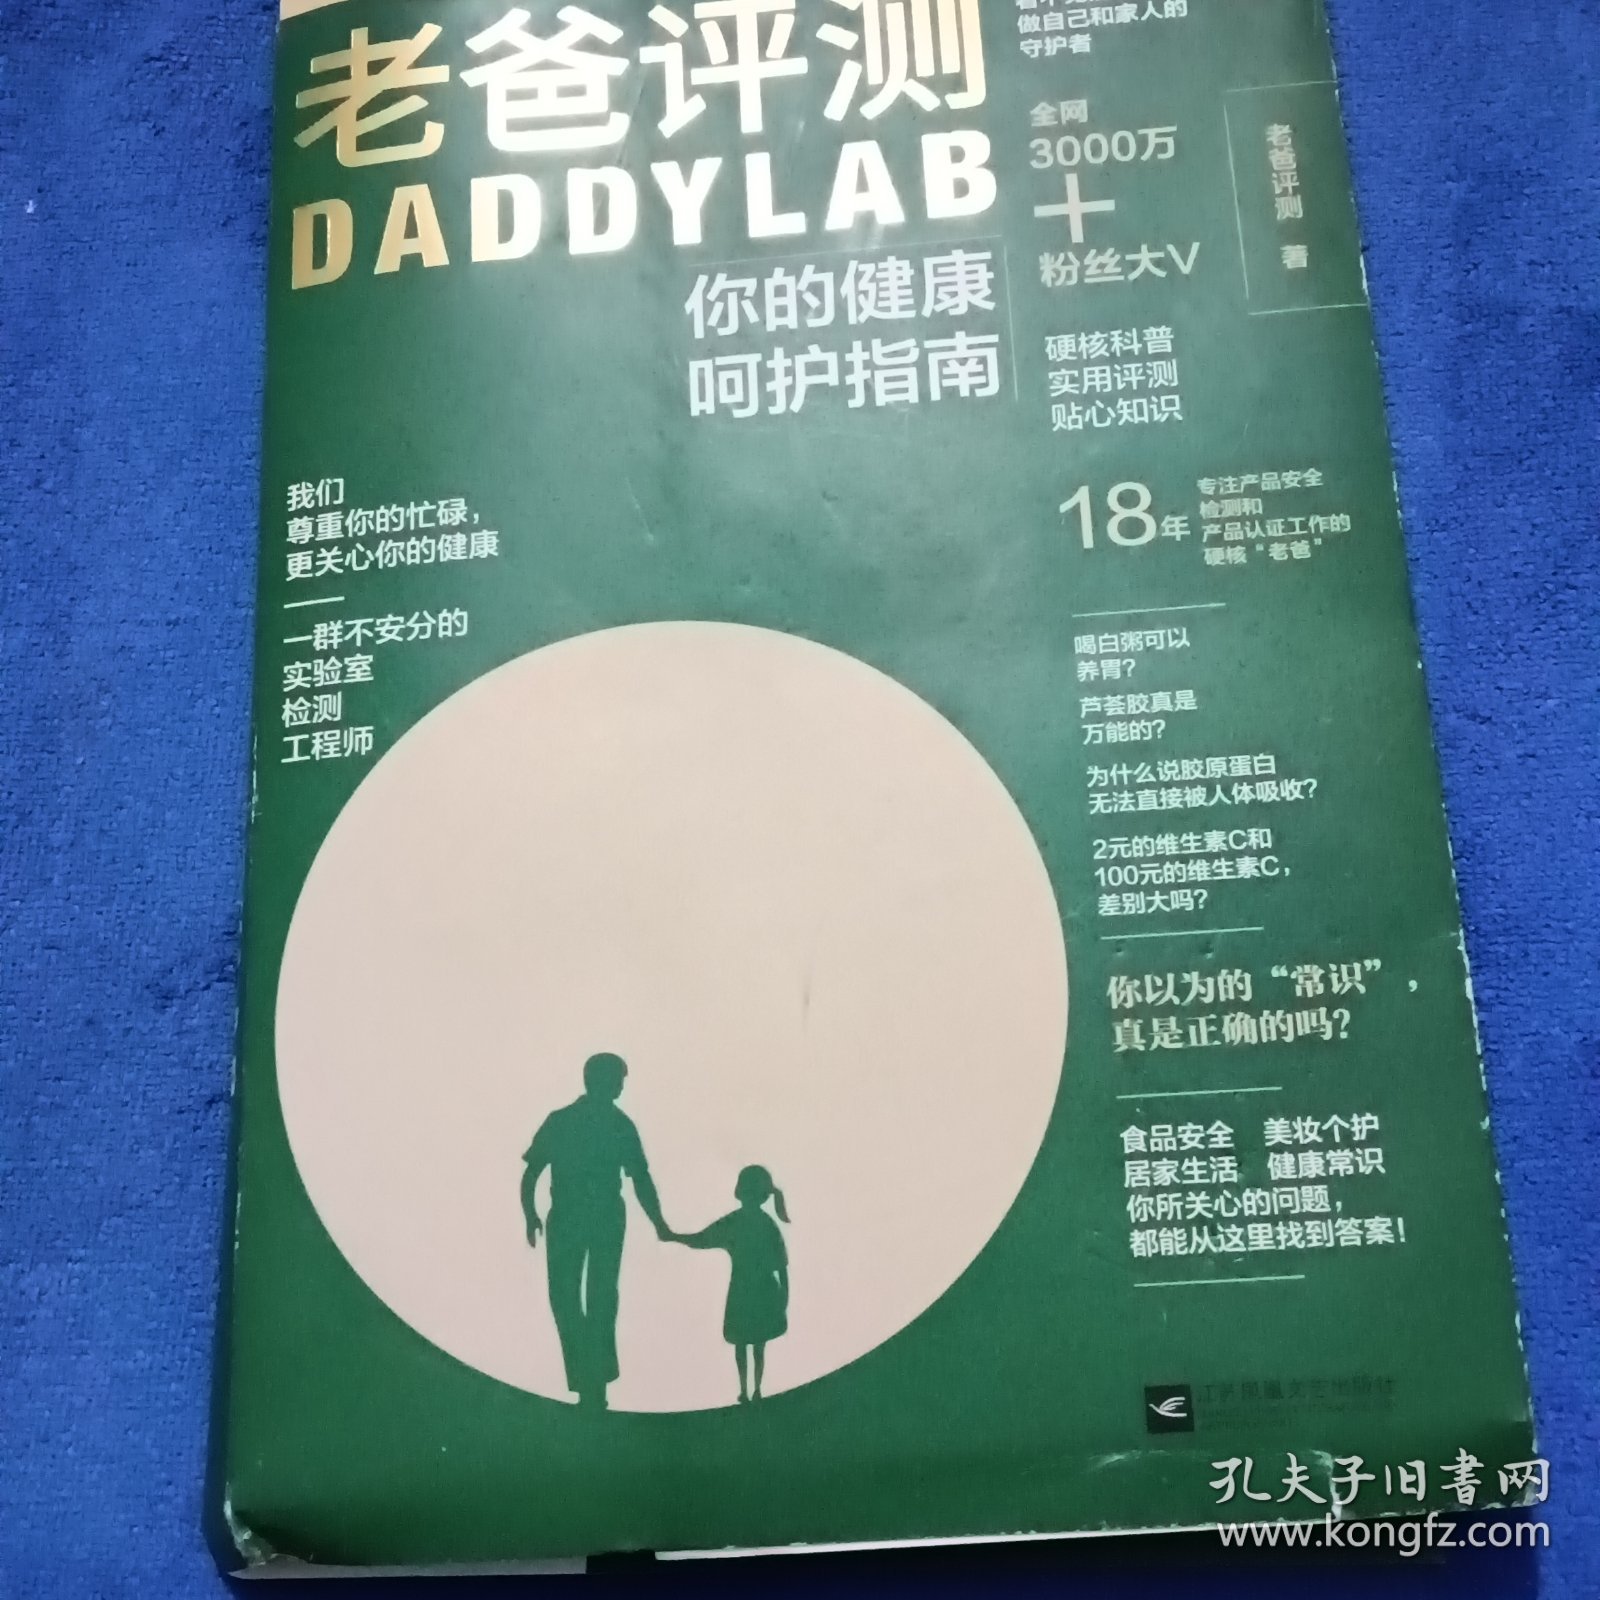 老爸评测
DADDYLAB
你的健康
呵护指南
我们
尊重你的忙碌，
更关心你的健康
一群不安分的
实验室
检测
工程师
做自己和家人的
守护者
全网
3000万
+
粉丝大V
硬核科普
实用评测
贴心知识
老爸评测 著
18年
专注产品安全
检测和
产品认证工作的
硬核“老爸”
喝白粥可以
养胃？
芦荟胶真是
万能的？
为什么说胶原蛋白
无法直接被人体吸收？
2元的维生素C和
100元的维生素C，
差别大吗？
你以为的“常识”，
真是正确的吗？
食品安全 美妆个护
居家生活 健康常识
你所关心的问题，
都能从这里找到答案！
江苏凤凰文艺出版社
孔夫子旧书网
www.kongfz.com